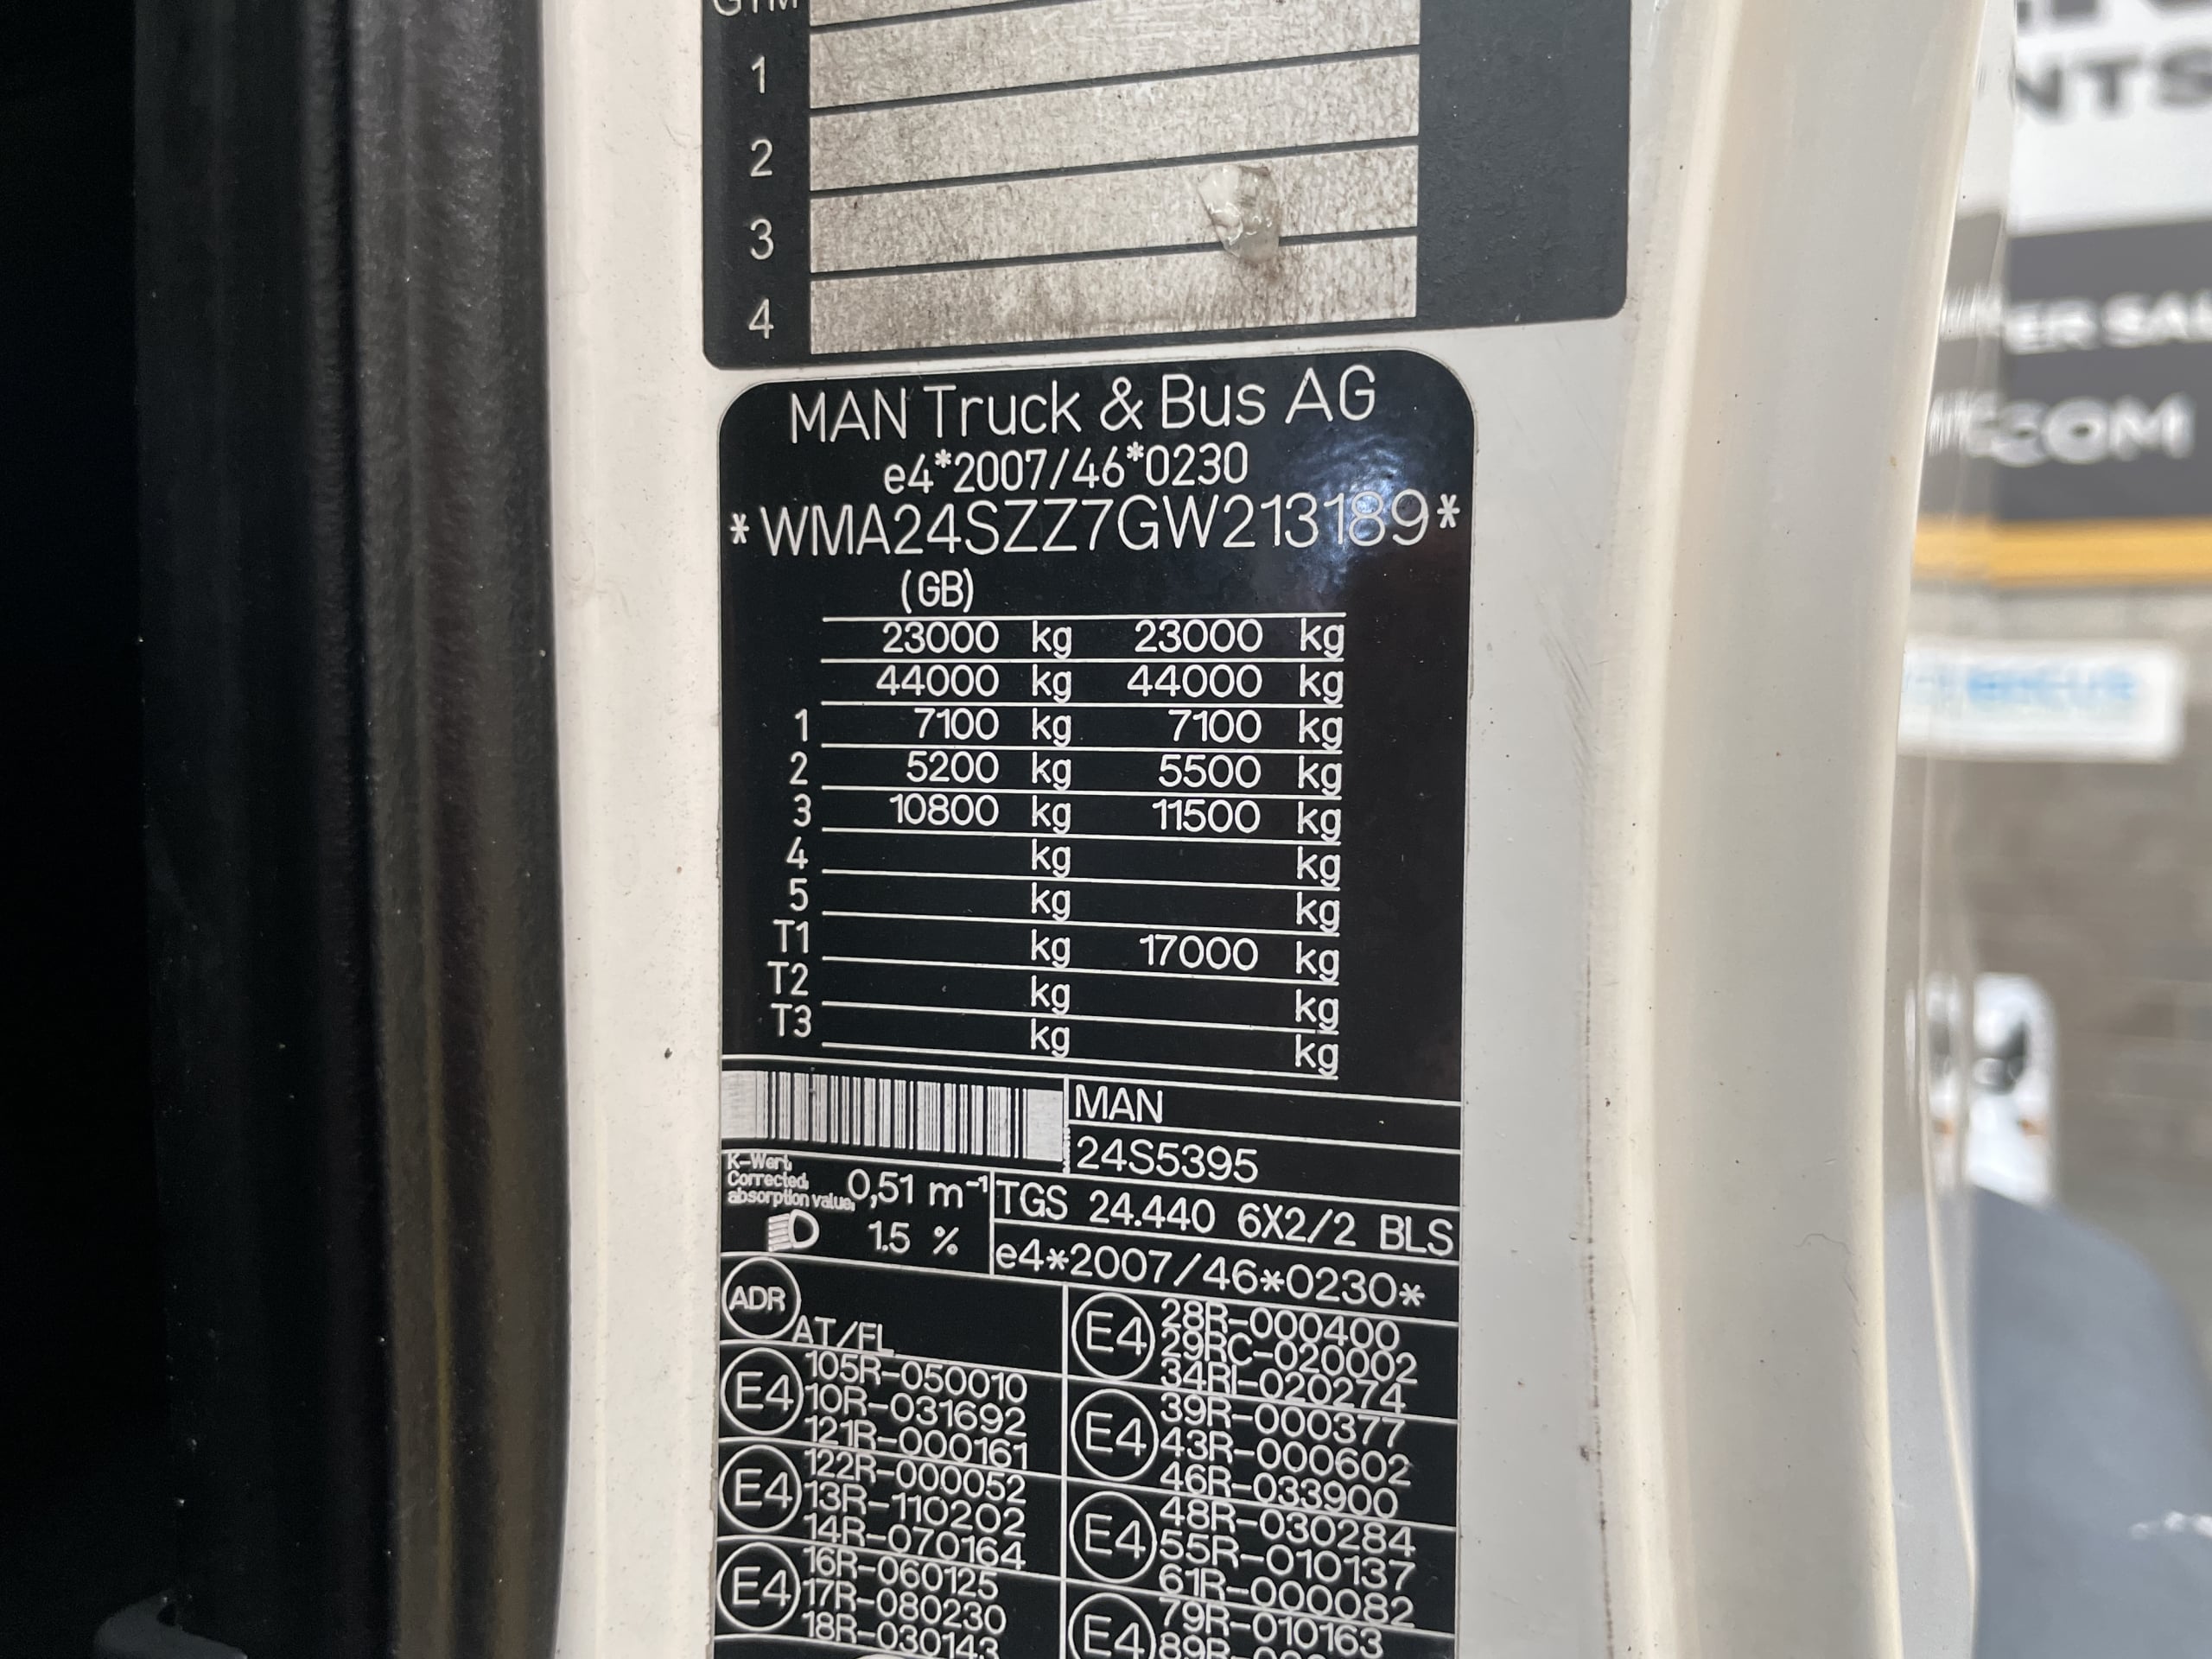 GTM
1
2
3
4
MAN Truck & Bus AG
e4*2007/46*0230
*WMA24SZZ7GW213189*
(GB)
23000 kg 23000 kg
44000 kg 44000 kg
1 7100 kg 7100 kg
2 5200 kg 5500 kg
3 10800 kg 11500 kg
4 kg kg
5 kg kg
T1 kg 17000 kg
T2 kg kg
T3 kg kg
MAN
24S5395
K-Wert,
Corrected,
absorption value,
0,51 m⁻¹
1.5 %
TGS 24.440 6X2/2 BLS
e4*2007/46*0230*
ADR
AT/FL
E4
105R-050010
10R-031692
121R-000161
E4
122R-000052
13R-110202
14R-070164
E4
16R-060125
17R-080230
18R-030143
E4
28R-000400
29RC-020002
34RI-020274
E4
39R-000377
43R-000602
46R-033900
E4
48R-030284
55R-010137
61R-000082
E4
79R-010163
NTS
ER SAL
COM